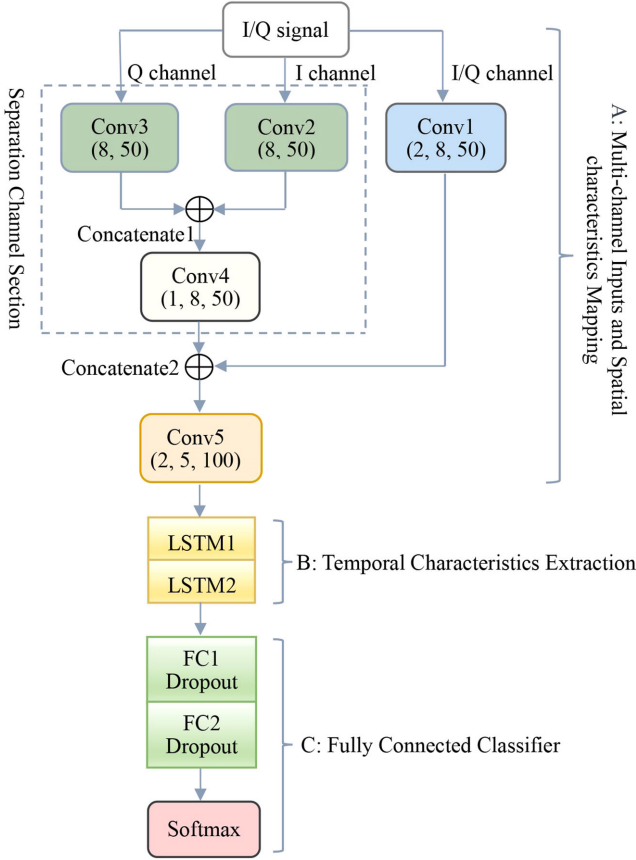 I/Q signal
Q channel
I channel
I/Q channel
Separation Channel Section
Conv3
(8, 50)
Conv2
(8, 50)
Conv1
(2, 8, 50)
Concatenate1
Conv4
(1, 8, 50)
Concatenate2
Conv5
(2, 5, 100)
A: Multi-channel Inputs and Spatial
characteristics Mapping
LSTM1
LSTM2
B: Temporal Characteristics Extraction
FC1
Dropout
FC2
Dropout
C: Fully Connected Classifier
Softmax